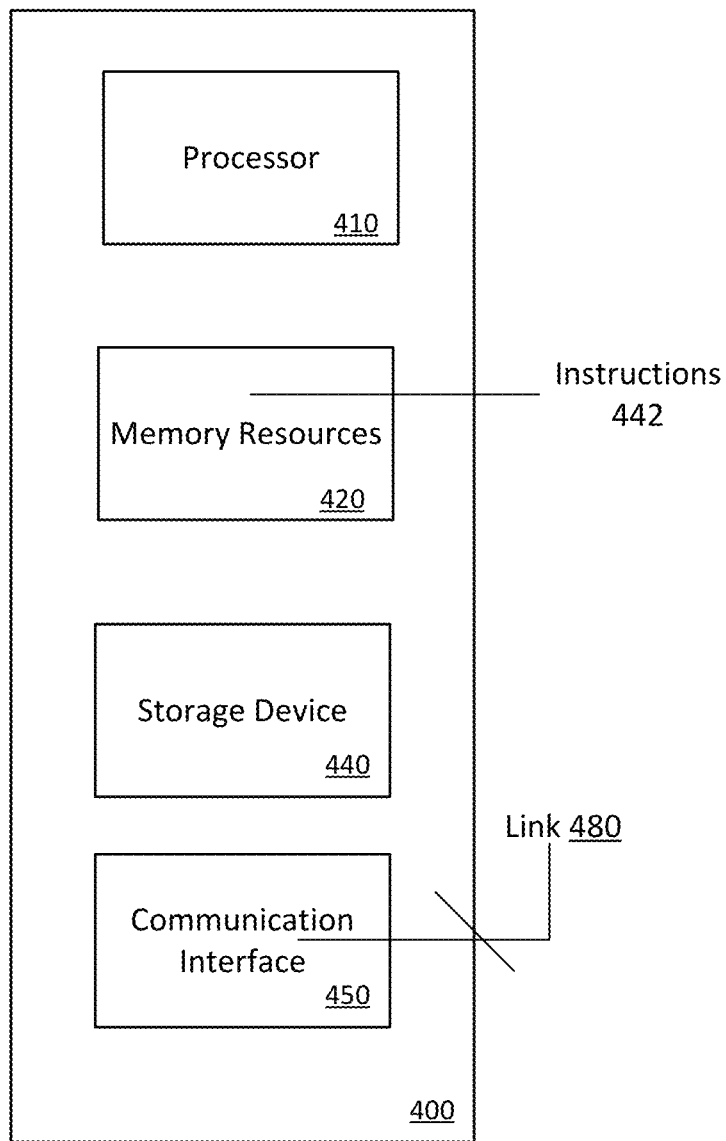 Processor
410
Instructions
442
Memory Resources
420
Storage Device
440
Link 480
Communication
Interface
450
400